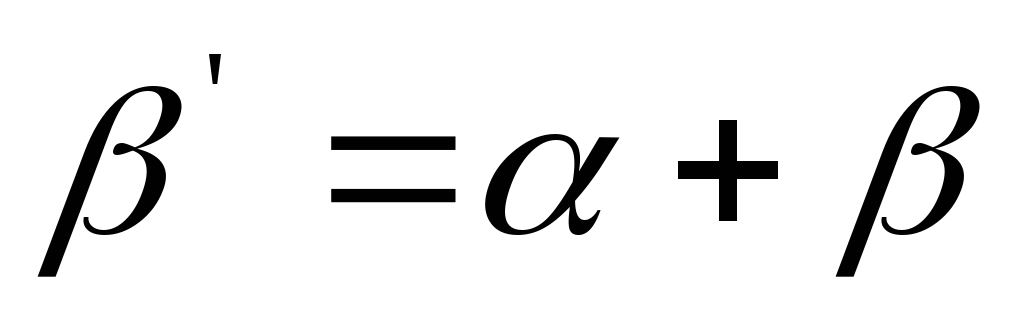 β' = α + β